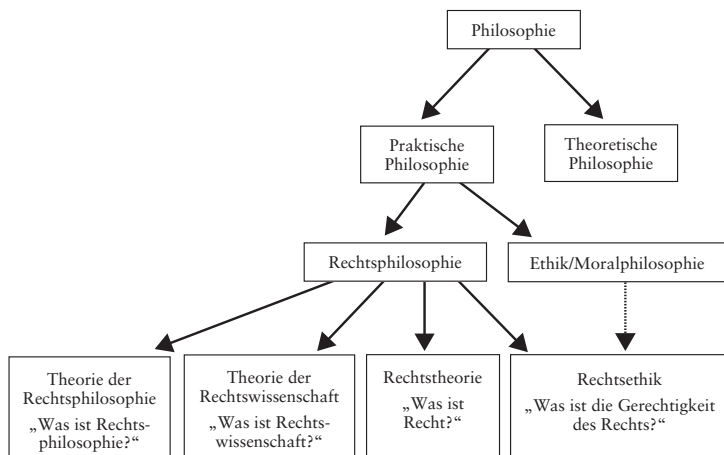 Philosophie
Praktische
Philosophie
Theoretische
Philosophie
Rechtsphilosophie
Ethik/Moralphilosophie
Theorie der
Rechtsphilosophie
„Was ist Rechts-
philosophie?“
Theorie der
Rechtswissenschaft
„Was ist Rechts-
wissenschaft?“
Rechtstheorie
„Was ist
Recht?“
Rechtsethik
„Was ist die Gerechtigkeit
des Rechts?“